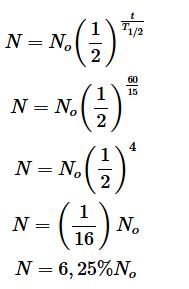 N = N_o (1/2)^{t/T_{1/2}}
N = N_o (1/2)^{60/15}
N = N_o (1/2)^4
N = (1/16) N_o
N = 6,25%N_o